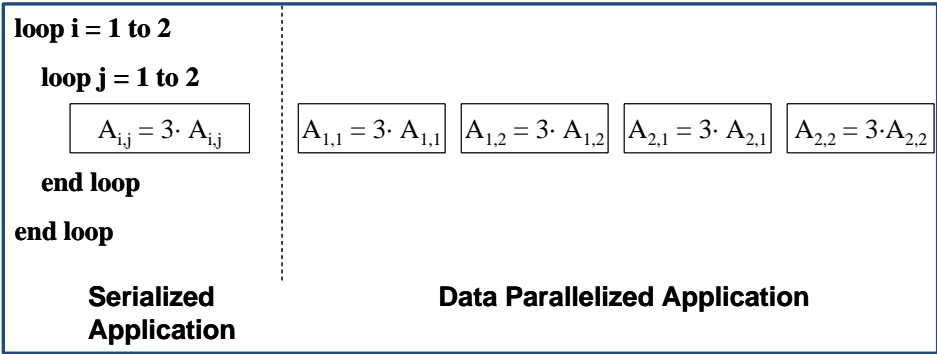 loop i = 1 to 2
loop j = 1 to 2
A_{i,j} = 3· A_{i,j}
end loop
end loop
Serialized
Application
A_{1,1} = 3· A_{1,1}
A_{1,2} = 3· A_{1,2}
A_{2,1} = 3· A_{2,1}
A_{2,2} = 3·A_{2,2}
Data Parallelized Application